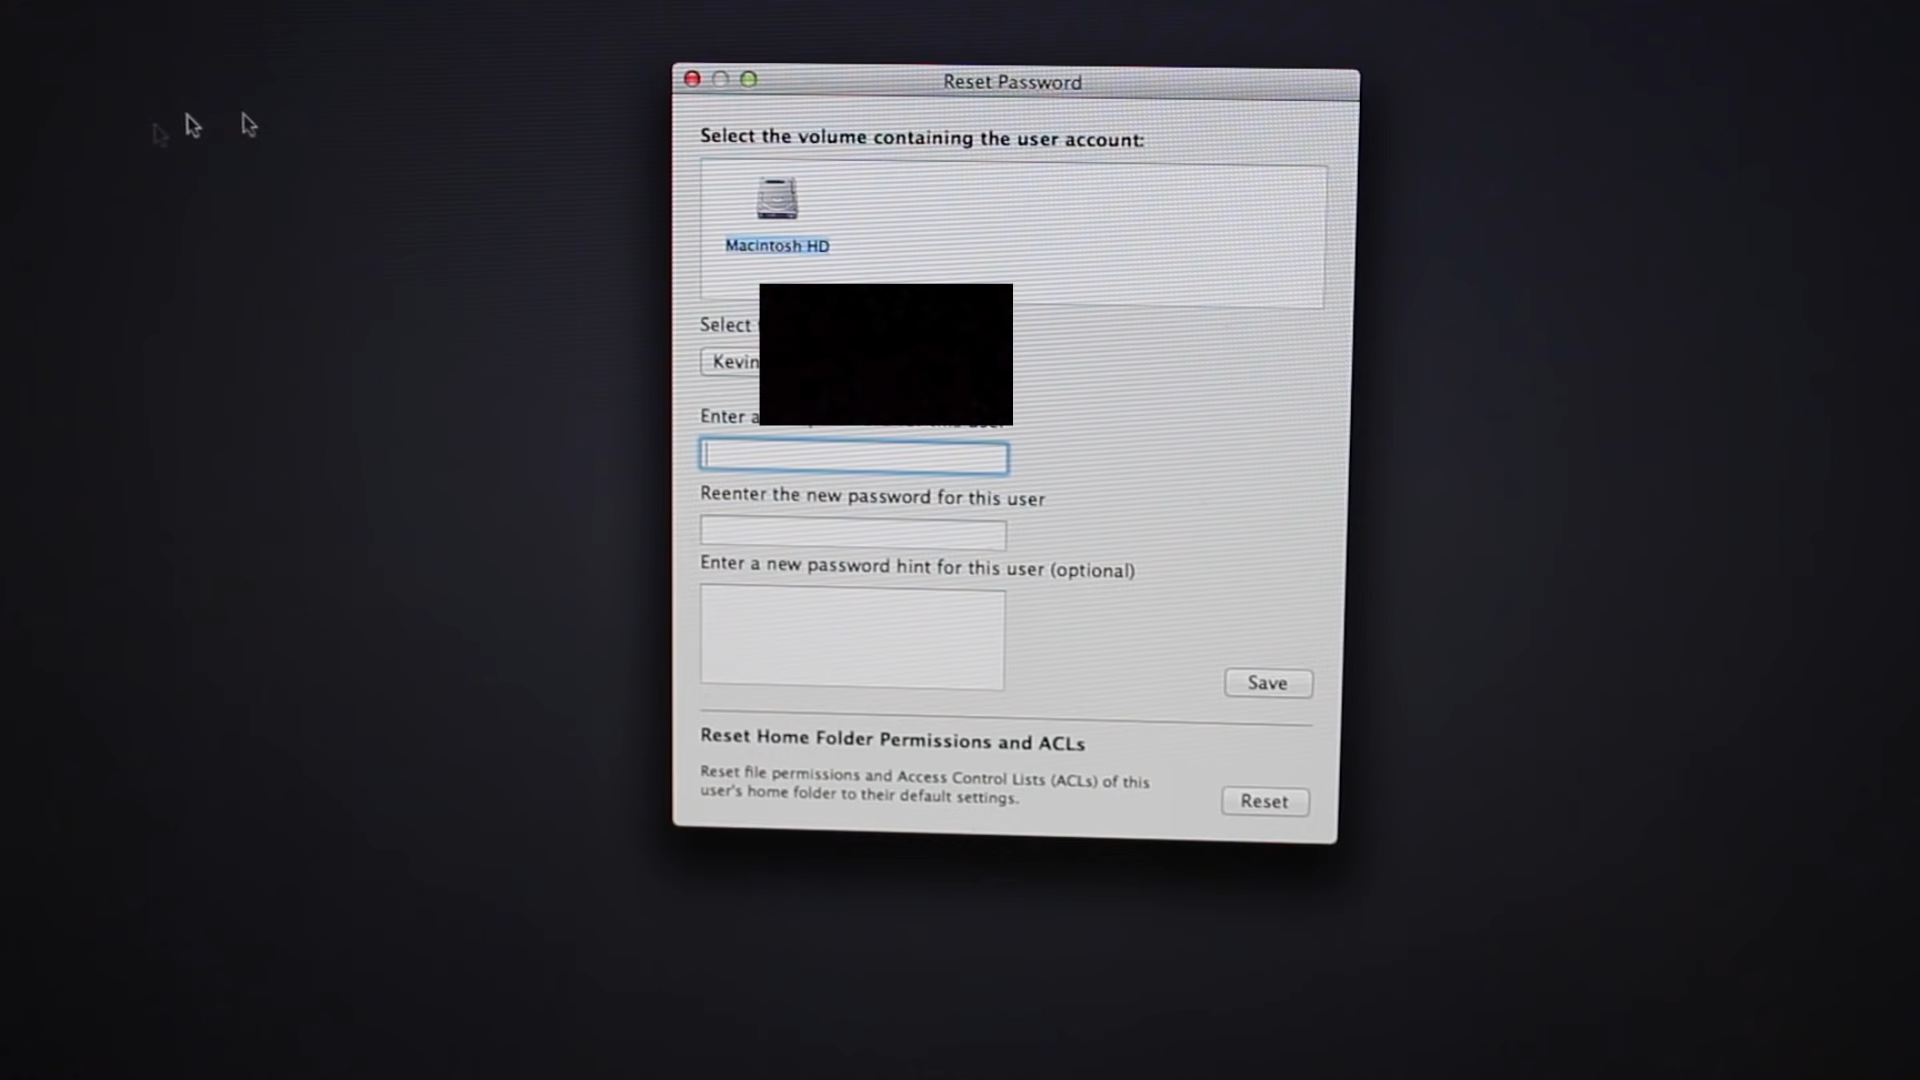 Reset Password
Select the volume containing the user account:
Macintosh HD
Select
Kevin
Enter a
Reenter the new password for this user
Enter a new password hint for this user (optional)
Save
Reset Home Folder Permissions and ACLs
Reset file permissions and Access Control Lists (ACLs) of this
user's home folder to their default settings.
Reset